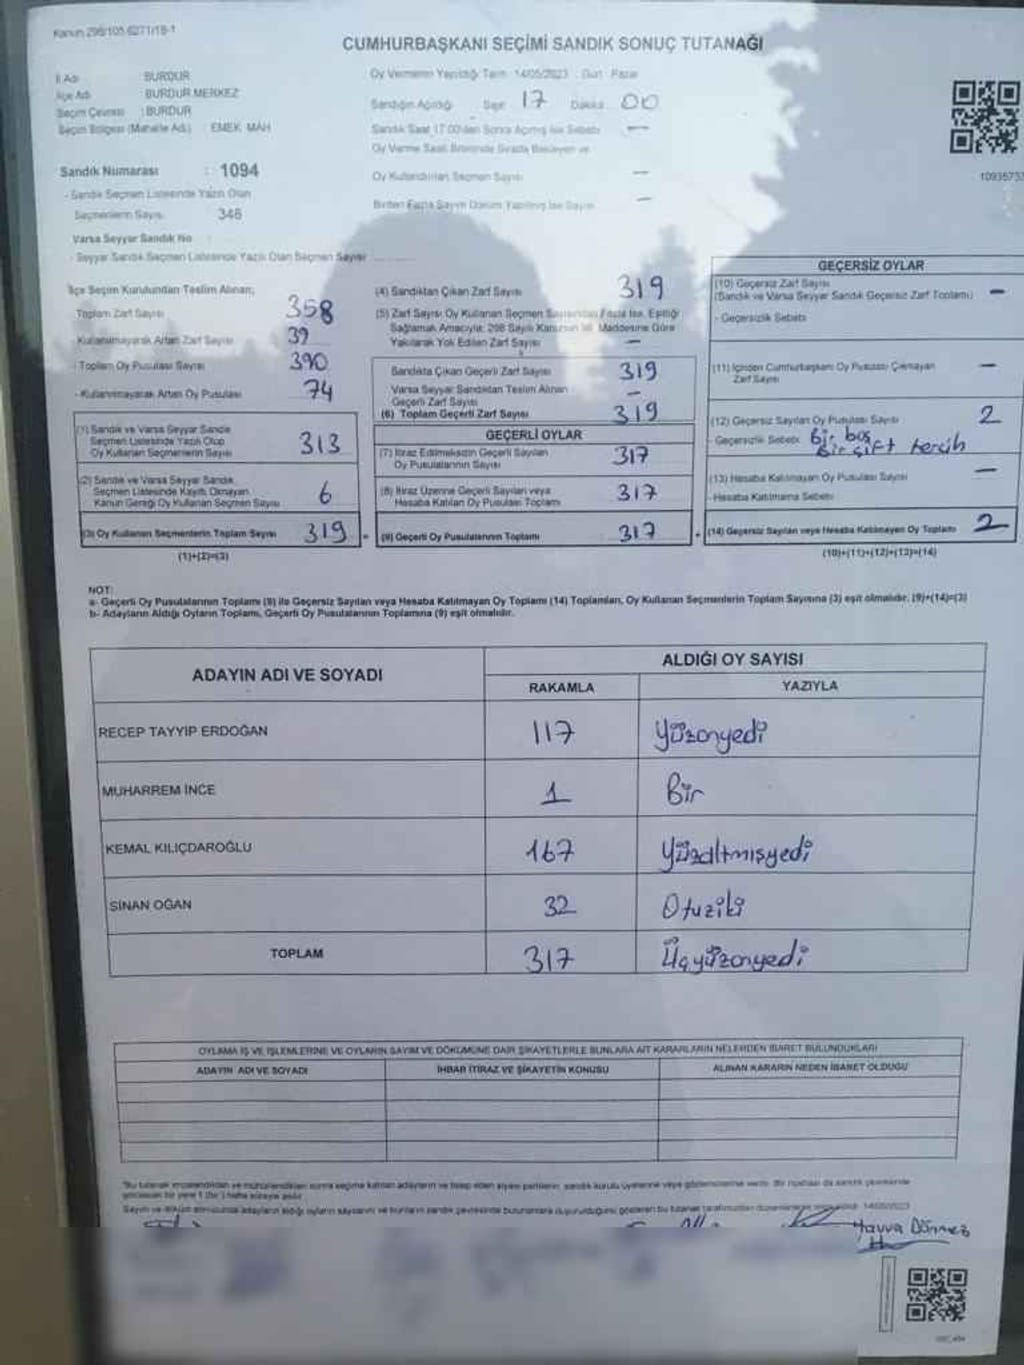 Kanun 298/105 6271/18-1
CUMHURBAŞKANI SEÇİMİ SANDIK SONUÇ TUTANAĞI
İl Adı : BURDUR
İlçe Adı : BURDUR MERKEZ
Seçim Çevresi : BURDUR
Seçim Bölgesi (Mahalle Adı) : EMEK MAH
Sandık Numarası : 1094
- Sandık Seçmen Listesinde Yazılı Olan
Seçmenlerin Sayısı 346
Varsa Seyyar Sandık No :
- Seyyar Sandık Seçmen Listesinde Yazılı Olan Seçmen Sayısı
Oy Vermenin Yapıldığı Tarih 14/05/2023 Gün : Pazar
Sandığın Açıldığı Saat 17 Dakika 00
Sandık Saat 17:00'den Sonra Açılmış İse Sebebi —
Oy Verme Saati Bitiminde Sırada Bekleyen ve
Oy Kullandırılan Seçmen Sayısı —
Birden Fazla Sayım Döküm Yapılmış İse Sayısı —
10935733
İlçe Seçim Kurulundan Teslim Alınan;
Toplam Zarf Sayısı 358
- Kullanılmayarak Artan Zarf Sayısı 39
- Toplam Oy Pusulası Sayısı 390
- Kullanılmayarak Artan Oy Pusulası 74
(1) Sandık ve Varsa Seyyar Sandık
Seçmen Listesinde Yazılı Olup
Oy Kullanan Seçmenlerin Sayısı 313
(2) Sandık ve Varsa Seyyar Sandık
Seçmen Listesinde Kayıtlı Olmayan
Kanun Gereği Oy Kullanan Seçmen Sayısı 6
(3) Oy Kullanan Seçmenlerin Toplam Sayısı 319
(1)+(2)=(3)
(4) Sandıktan Çıkan Zarf Sayısı 319
(5) Zarf Sayısı Oy Kullanan Seçmen Sayısından Fazla İse, Eşitliği
Sağlamak Amacıyla, 298 Sayılı Kanunun 98. Maddesine Göre
Yakılarak Yok Edilen Zarf Sayısı —
Sandıkta Çıkan Geçerli Zarf Sayısı 319
Varsa Seyyar Sandıktan Teslim Alınan
Geçerli Zarf Sayısı —
(6) Toplam Geçerli Zarf Sayısı 319
GEÇERLİ OYLAR
(7) İtiraz Edilmeksizin Geçerli Sayılan
Oy Pusulalarının Sayısı 317
(8) İtiraz Üzerine Geçerli Sayılan veya
Hesaba Katılan Oy Pusulası Toplamı 317
= (9) Geçerli Oy Pusulalarının Toplamı 317
GEÇERSİZ OYLAR
(10) Geçersiz Zarf Sayısı
(Sandık ve Varsa Seyyar Sandık Geçersiz Zarf Toplamı) —
- Geçersizlik Sebebi
(11) İçinden Cumhurbaşkanı Oy Pusulası Çıkmayan
Zarf Sayısı —
(12) Geçersiz Sayılan Oy Pusulası Sayısı 2
- Geçersizlik Sebebi Bir boş
Bir çift tercih
(13) Hesaba Katılmayan Oy Pusulası Sayısı —
- Hesaba Katılmama Sebebi
+ (14) Geçersiz Sayılan veya Hesaba Katılmayan Oy Toplamı 2
(10)+(11)+(12)+(13)=(14)
NOT:
a- Geçerli Oy Pusulalarının Toplamı (9) ile Geçersiz Sayılan veya Hesaba Katılmayan Oy Toplamı (14) Toplamları, Oy Kullanan Seçmenlerin Toplam Sayısına (3) eşit olmalıdır. (9)+(14)=(3)
b- Adayların Aldığı Oyların Toplamı, Geçerli Oy Pusulalarının Toplamına (9) eşit olmalıdır.
ADAYIN ADI VE SOYADI ALDIĞI OY SAYISI
RAKAMLA YAZIYLA
RECEP TAYYIP ERDOĞAN 117 Yüzonyedi
MUHARREM İNCE 1 Bir
KEMAL KILIÇDAROĞLU 167 Yüzaltmışyedi
SİNAN OĞAN 32 Otuziki
TOPLAM 317 Üçyüzonyedi
OYLAMA İŞ VE İŞLEMLERİNE VE OYLARIN SAYIM VE DÖKÜMÜNE DAİR ŞİKAYETLERLE BUNLARA AİT KARARLARIN NELERDEN İBARET BULUNDUKLARI
ADAYIN ADI VE SOYADI İHBAR İTİRAZ VE ŞİKAYETİN KONUSU ALINAN KARARIN NEDEN İBARET OLDUĞU
Dönmez